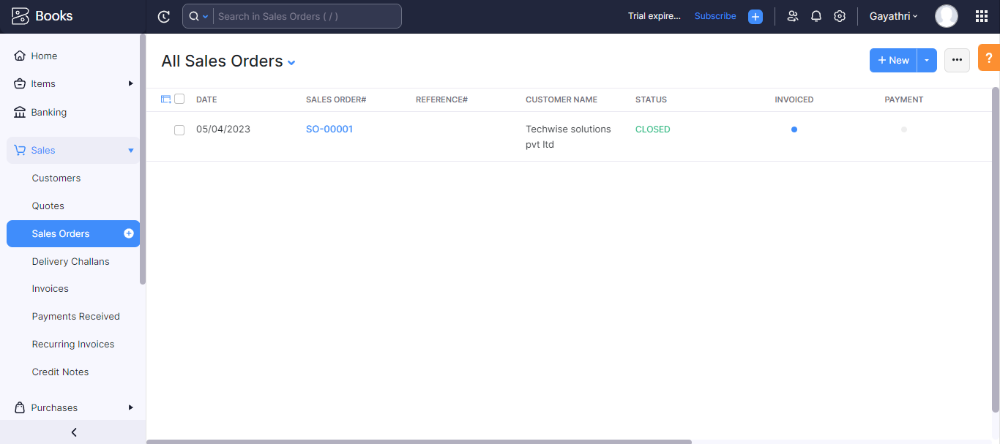 Books
Search in Sales Orders ( / )
Trial expire...
Subscribe
Gayathri
Home
Items
Banking
Sales
Customers
Quotes
Sales Orders
Delivery Challans
Invoices
Payments Received
Recurring Invoices
Credit Notes
Purchases
All Sales Orders
+ New
?
DATE SALES ORDER# REFERENCE# CUSTOMER NAME STATUS INVOICED PAYMENT
05/04/2023 SO-00001 Techwise solutions CLOSED
pvt ltd